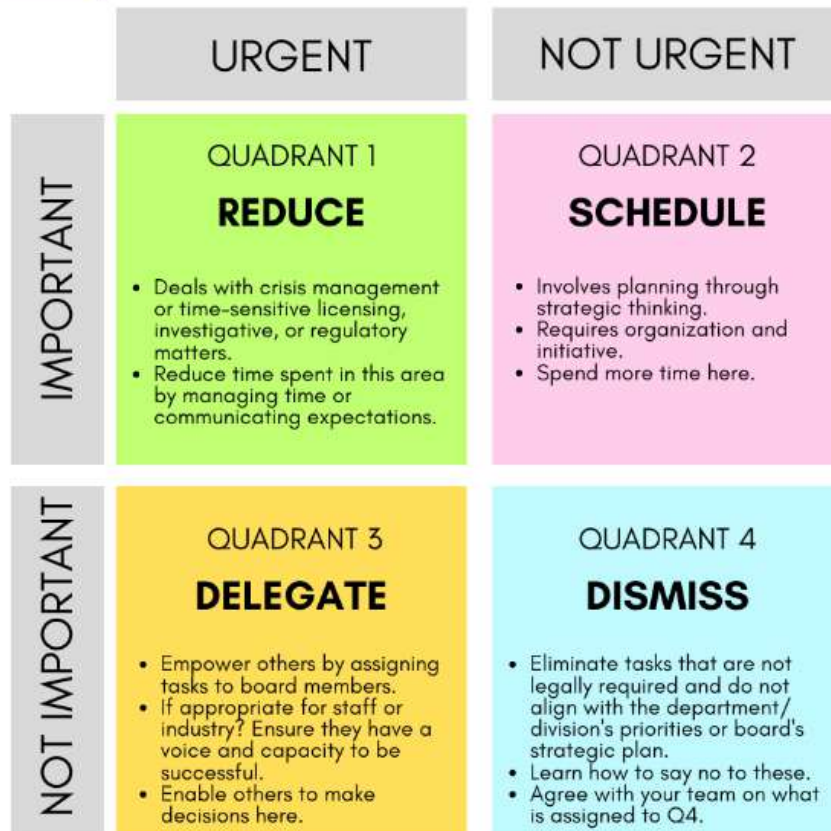 URGENT
NOT URGENT
IMPORTANT
QUADRANT 1
REDUCE
• Deals with crisis management
or time-sensitive licensing,
investigative, or regulatory
matters.
• Reduce time spent in this area
by managing time or
communicating expectations.
QUADRANT 2
SCHEDULE
• Involves planning through
strategic thinking.
• Requires organization and
initiative.
• Spend more time here.
NOT IMPORTANT
QUADRANT 3
DELEGATE
• Empower others by assigning
tasks to board members.
• If appropriate for staff or
industry? Ensure they have a
voice and capacity to be
successful.
• Enable others to make
decisions here.
QUADRANT 4
DISMISS
• Eliminate tasks that are not
legally required and do not
align with the department/
division's priorities or board's
strategic plan.
• Learn how to say no to these.
• Agree with your team on what
is assigned to Q4.